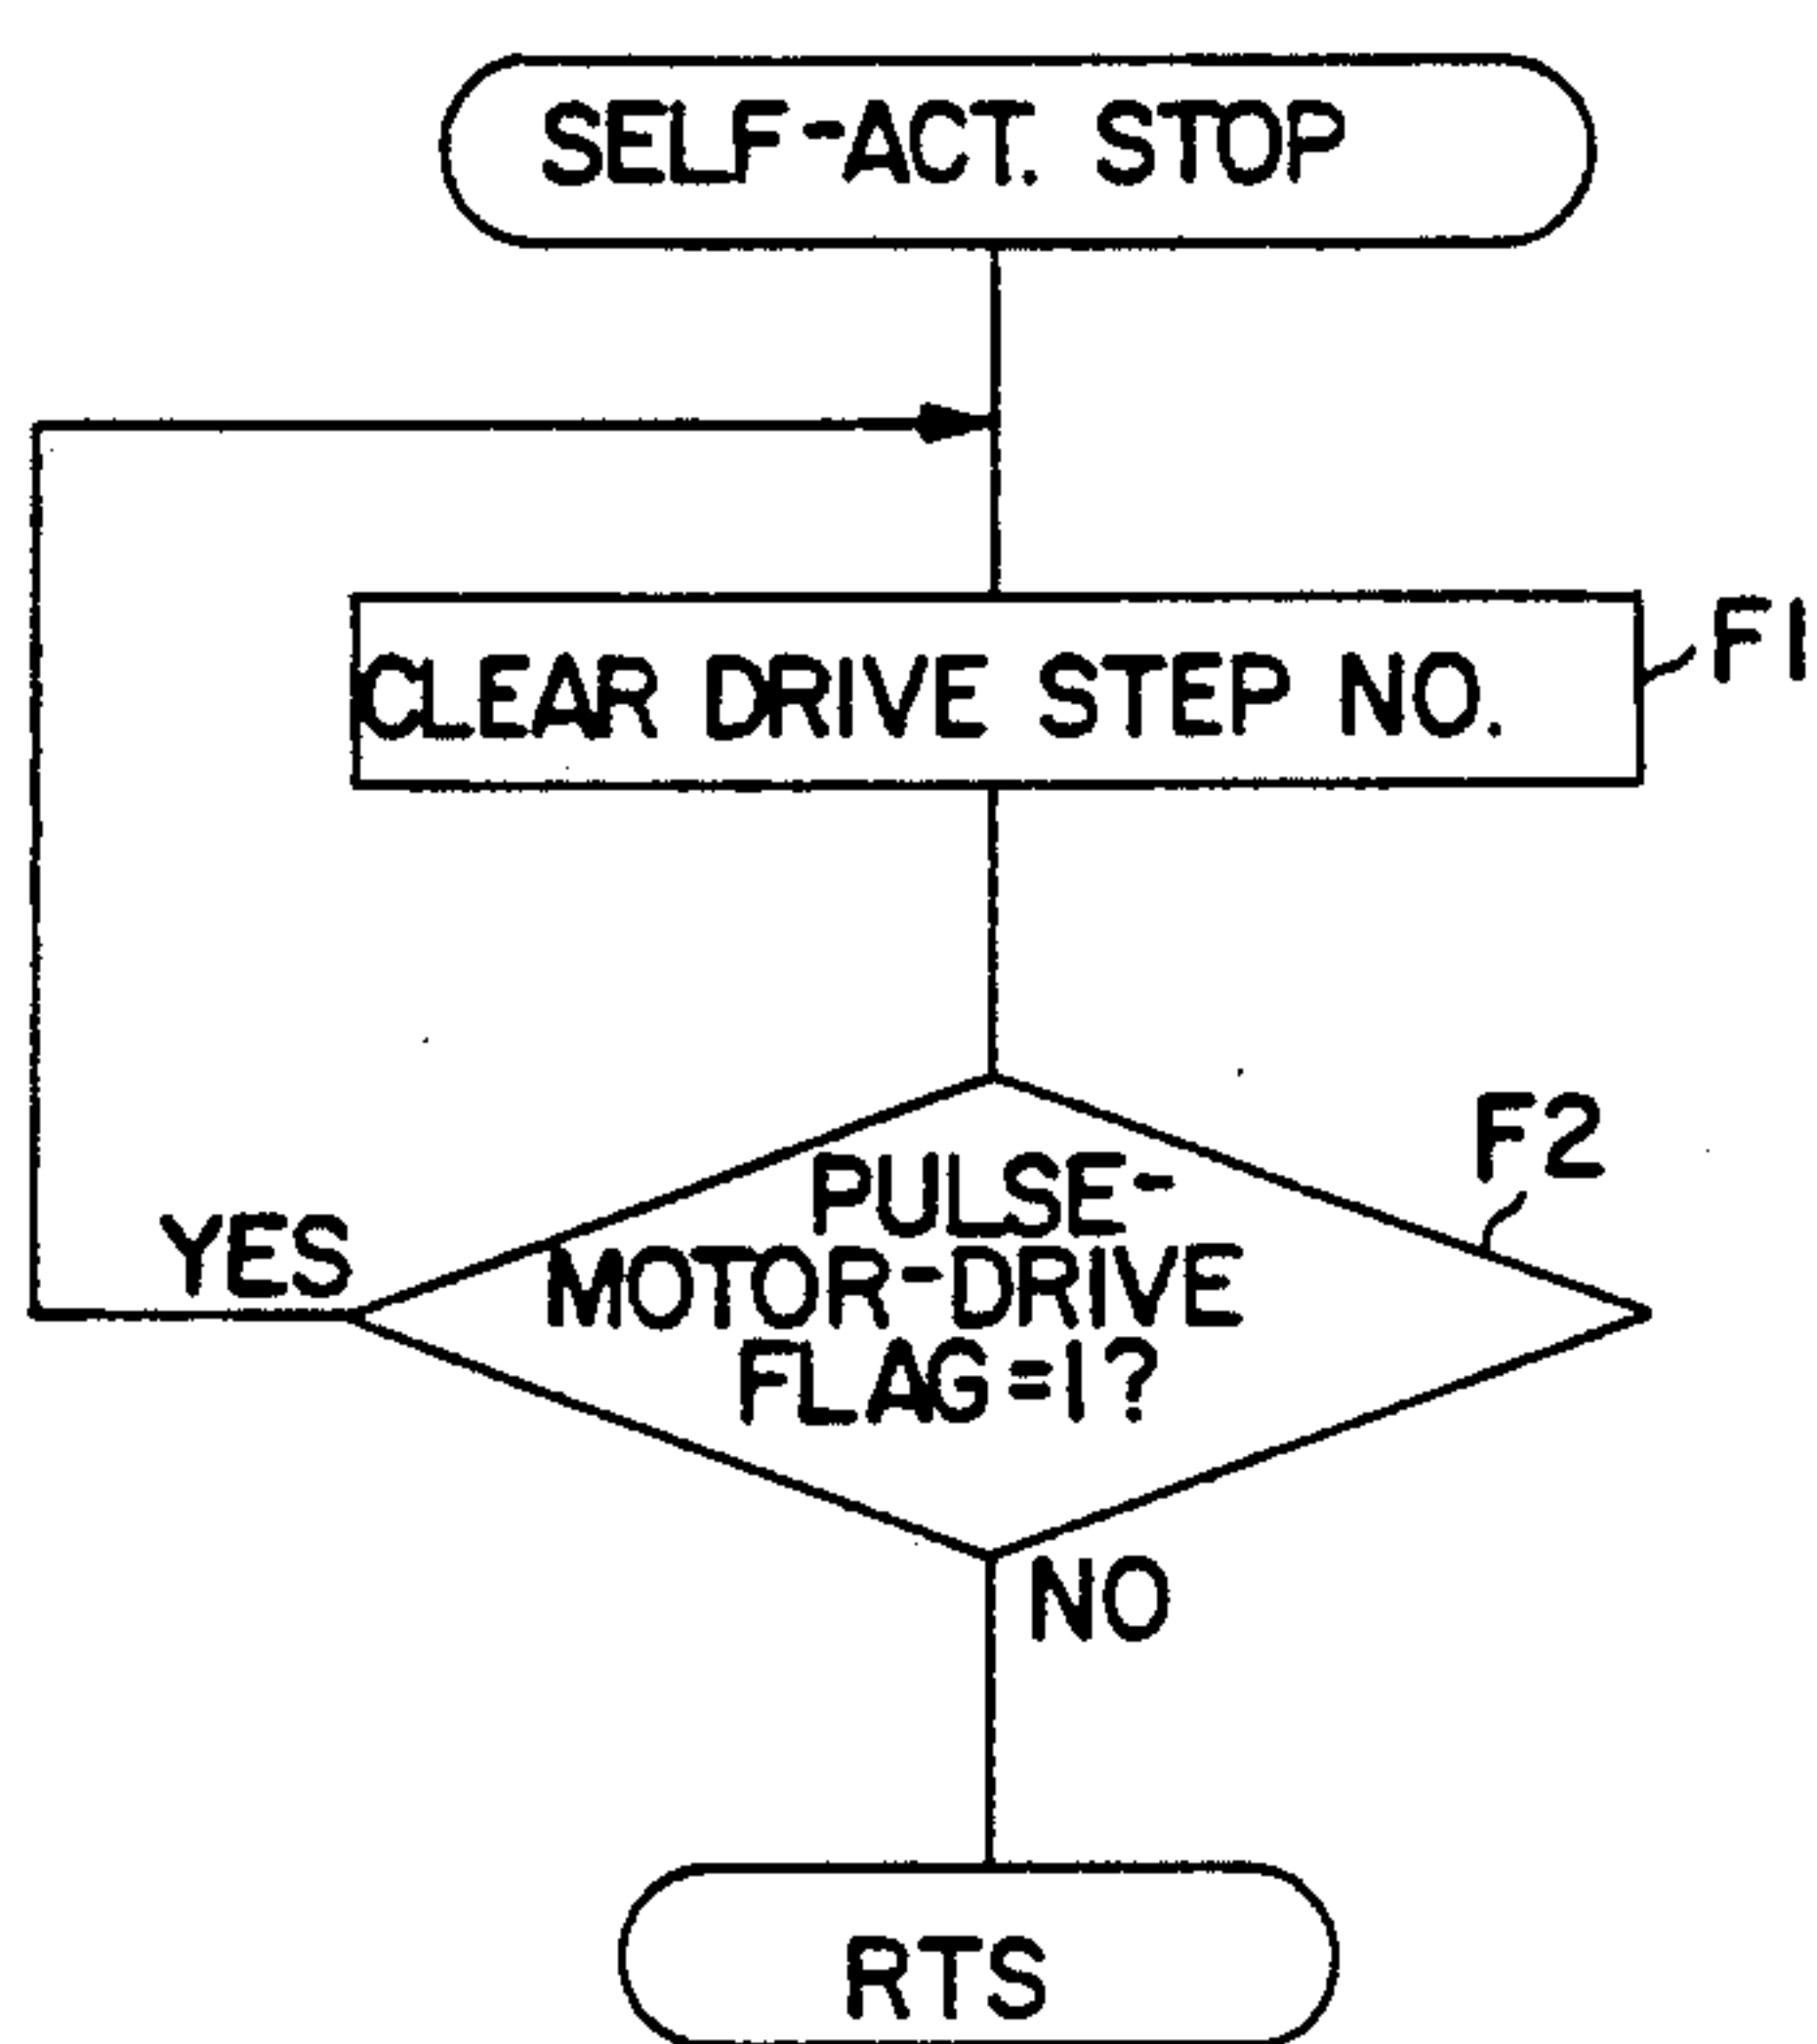 SELF-ACT. STOP
CLEAR DRIVE STEP NO.
F1
F2
PULSE-
MOTOR-DRIVE
FLAG=1?
YES
NO
RTS